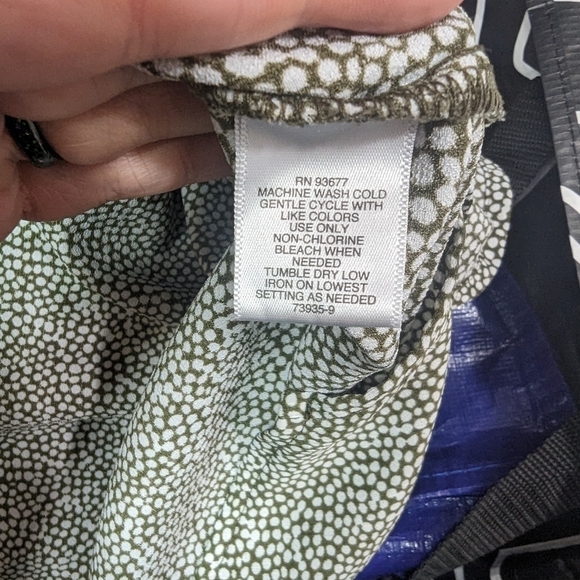 RN 93677
MACHINE WASH COLD
GENTLE CYCLE WITH
LIKE COLORS
USE ONLY
NON-CHLORINE
BLEACH WHEN
NEEDED
TUMBLE DRY LOW
IRON ON LOWEST
SETTING AS NEEDED
73935-9